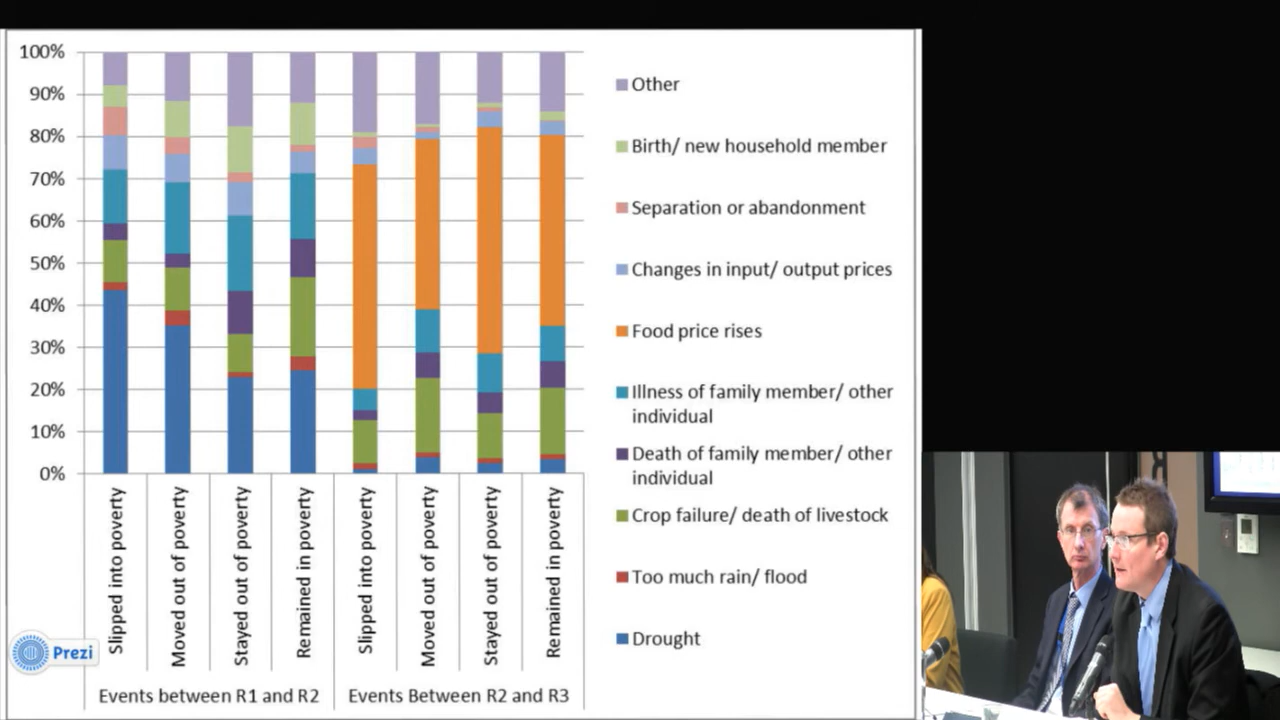 100%
90%
80%
70%
60%
50%
40%
30%
20%
10%
0%
Slipped into poverty
Moved out of poverty
Stayed out of poverty
Remained in poverty
Slipped into poverty
Moved out of poverty
Stayed out of poverty
Remained in poverty
Events between R1 and R2
Events Between R2 and R3
Other
Birth/ new household member
Separation or abandonment
Changes in input/ output prices
Food price rises
Illness of family member/ other
individual
Death of family member/ other
individual
Crop failure/ death of livestock
Too much rain/ flood
Drought
Prezi